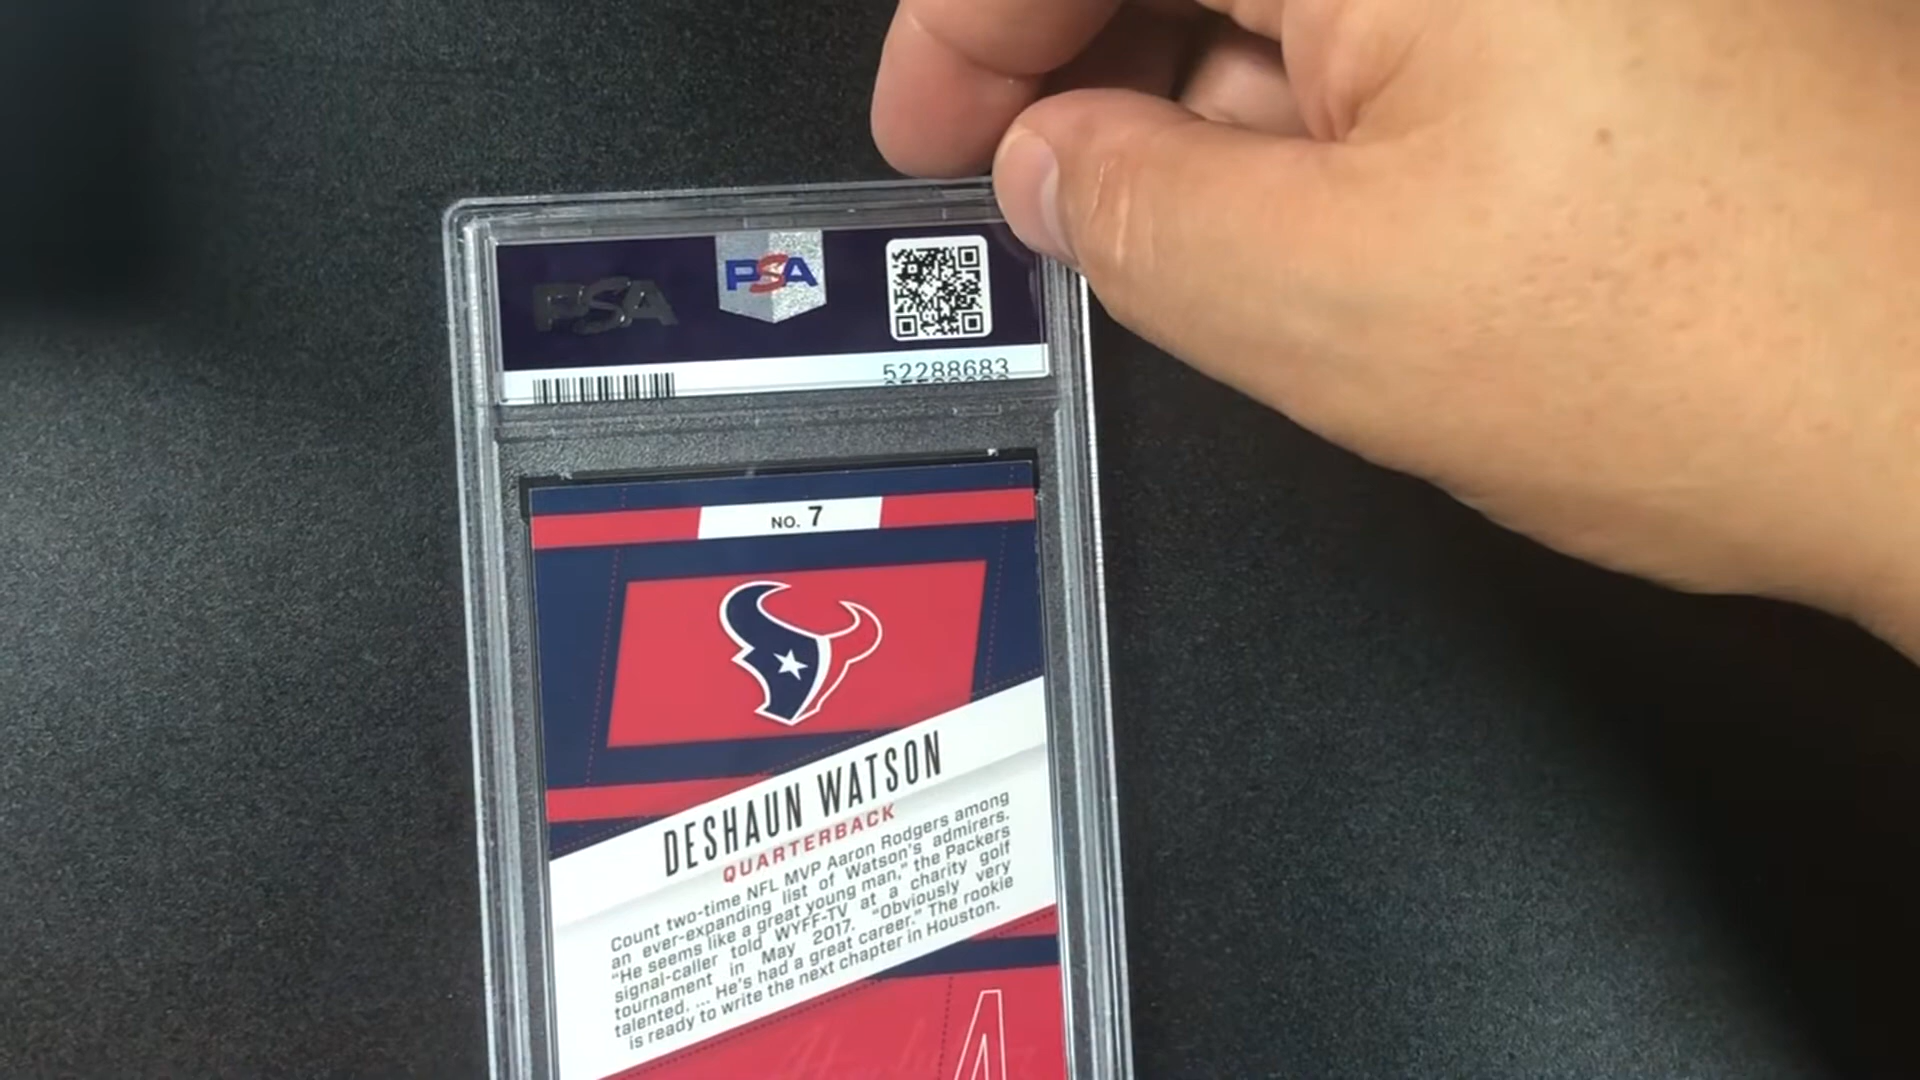 PSA
PSA
52288683
NO. 7
DESHAUN WATSON
QUARTERBACK
Count two-time NFL MVP Aaron Rodgers among
an ever-expanding list of Watson's admirers.
"He seems like a great young man," the Packers
signal-caller told WYFF-TV at a charity golf
tournament in May 2017. "Obviously very
talented. ... He's had a great career." The rookie
is ready to write the next chapter in Houston.